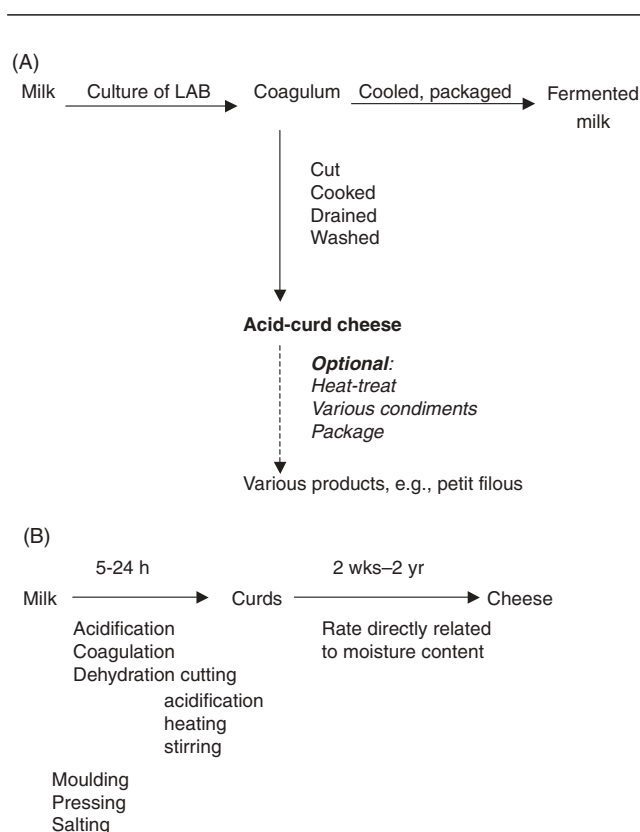 (A)
Milk Culture of LAB Coagulum Cooled, packaged Fermented
milk
Cut
Cooked
Drained
Washed
Acid-curd cheese
Optional:
Heat-treat
Various condiments
Package
Various products, e.g., petit filous
(B)
5-24 h 2 wks–2 yr
Milk Curds Cheese
Acidification Rate directly related
Coagulation to moisture content
Dehydration cutting
acidification
heating
stirring
Moulding
Pressing
Salting